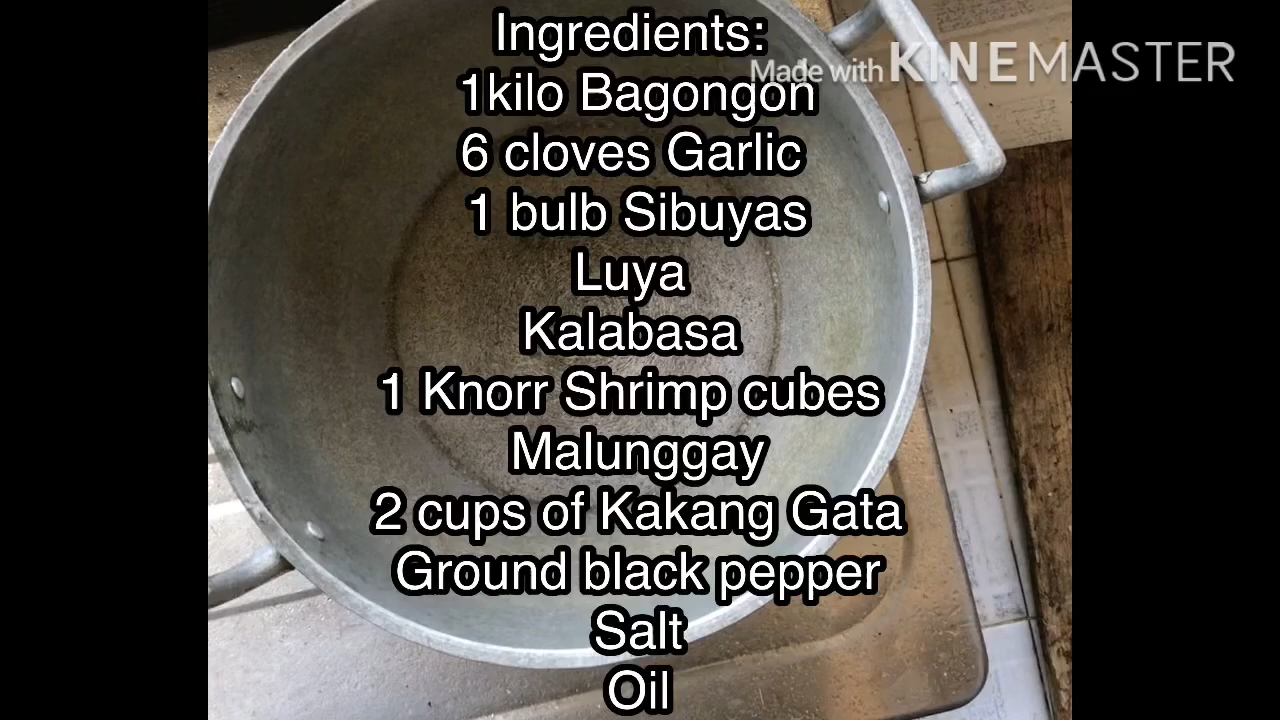 Ingredients:
Made with KINEMASTER
1kilo Bagongon
6 cloves Garlic
1 bulb Sibuyas
Luya
Kalabasa
1 Knorr Shrimp cubes
Malunggay
2 cups of Kakang Gata
Ground black pepper
Salt
Oil